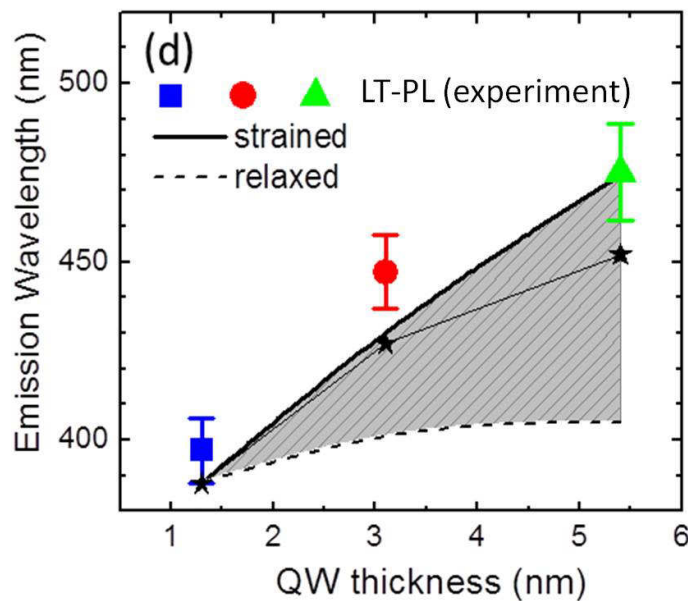 (d)
LT-PL (experiment)
strained
relaxed
Emission Wavelength (nm)
500
450
400
1 2 3 4 5 6
QW thickness (nm)